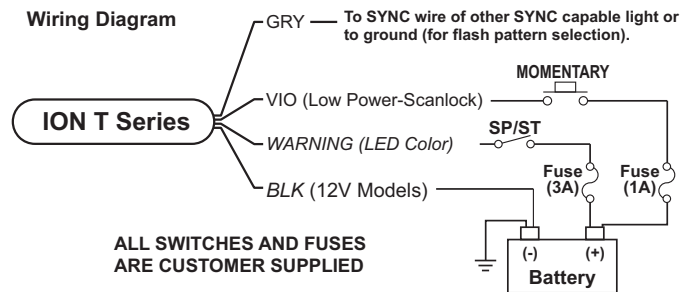 Wiring Diagram
GRY
To SYNC wire of other SYNC capable light or
to ground (for flash pattern selection).
MOMENTARY
VIO (Low Power-Scanlock)
ION T Series
SP/ST
WARNING (LED Color)
Fuse
(3A)
Fuse
(1A)
BLK (12V Models)
ALL SWITCHES AND FUSES
ARE CUSTOMER SUPPLIED
(-)
(+)
Battery